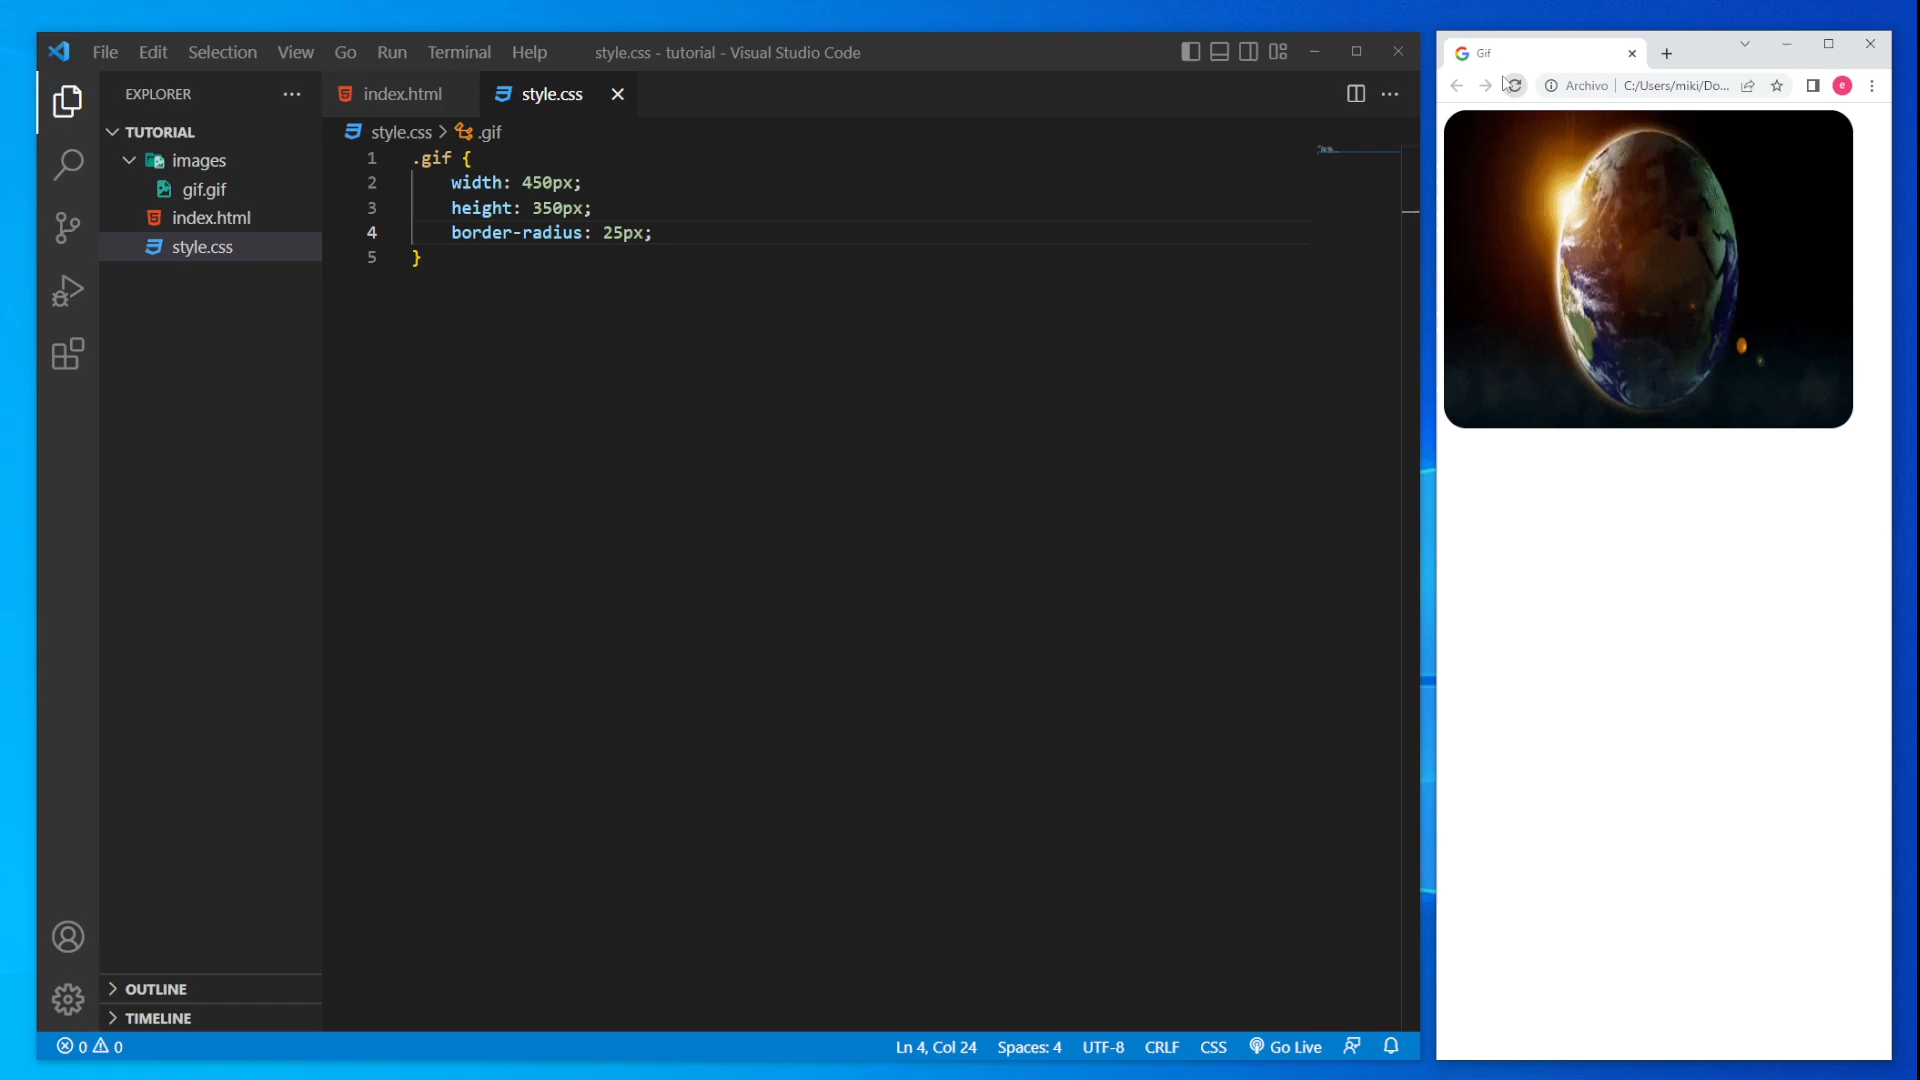 File Edit Selection View Go Run Terminal Help style.css - tutorial - Visual Studio Code
EXPLORER
TUTORIAL
images
gif.gif
index.html
style.css
OUTLINE
TIMELINE
index.html style.css
style.css > .gif
1 .gif {
2 width: 450px;
3 height: 350px;
4 border-radius: 25px;
5 }
0 0 Ln 4, Col 24 Spaces: 4 UTF-8 CRLF CSS Go Live
Gif
Archivo | C:/Users/miki/Do... e